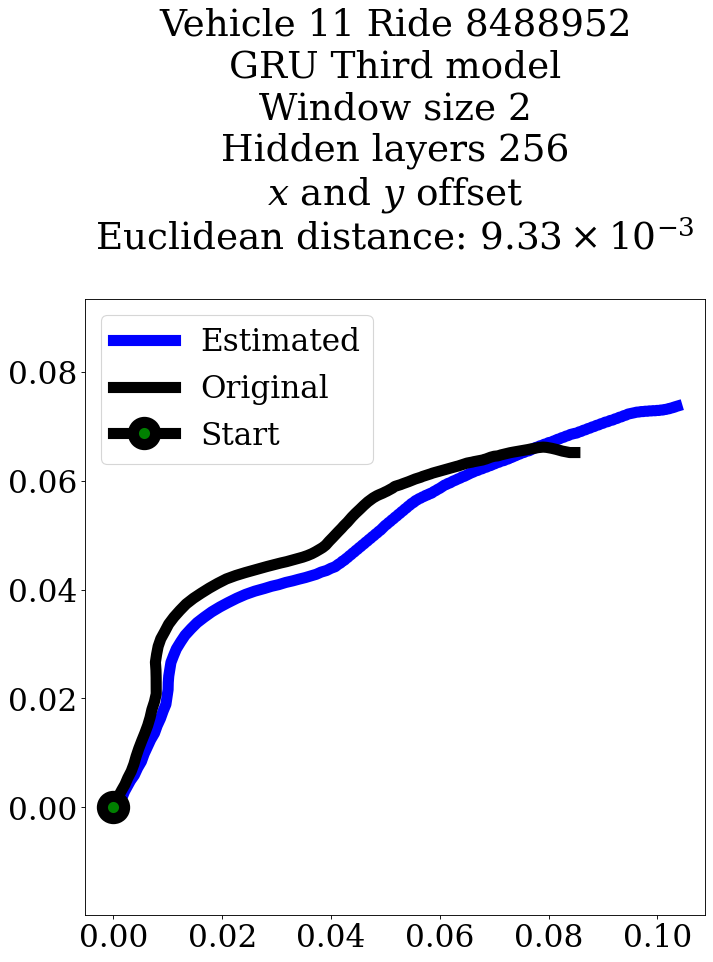 Vehicle 11 Ride 8488952
GRU Third model
Window size 2
Hidden layers 256
x and y offset
Euclidean distance: 9.33 × 10⁻³
Estimated
Original
Start
0.08
0.06
0.04
0.02
0.00
0.00 0.02 0.04 0.06 0.08 0.10